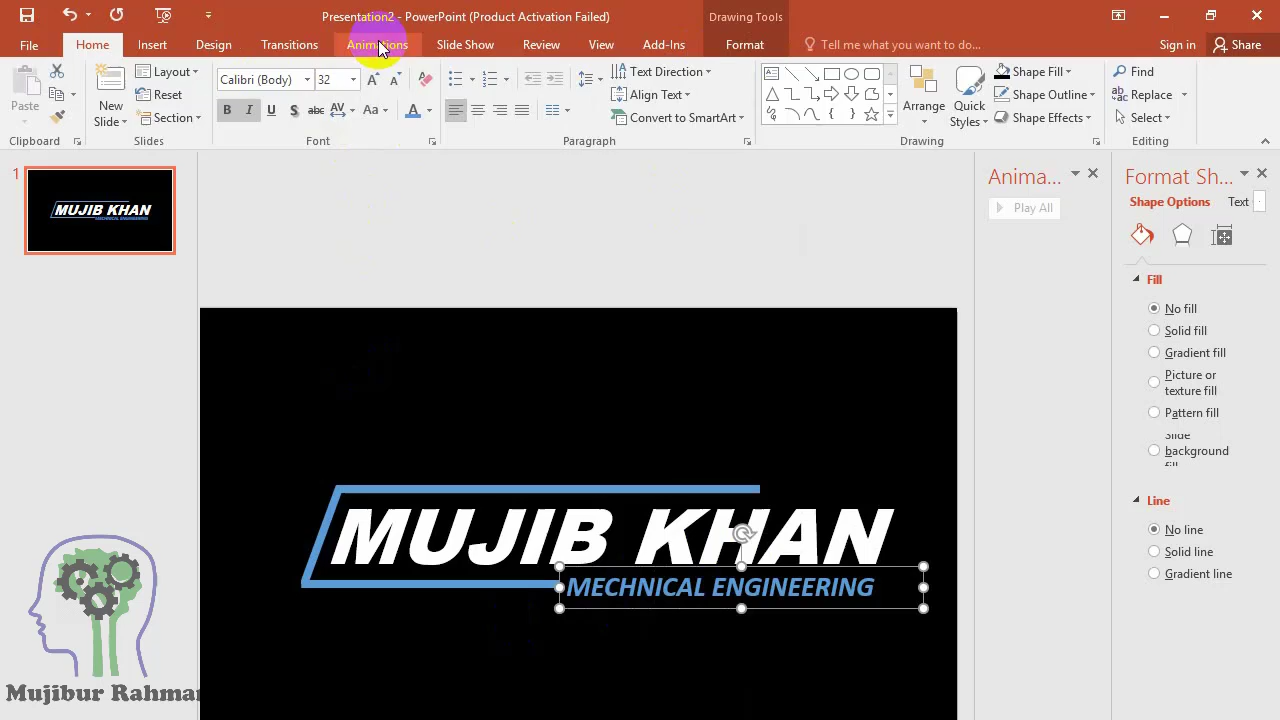 Presentation2 - PowerPoint (Product Activation Failed)
Drawing Tools
File Home Insert Design Transitions Animations Slide Show Review View Add-Ins Format Tell me what you want to do... Sign in Share
Paste
New Slide
Layout
Reset
Section
Calibri (Body) 32
B I U S abc AV Aa A
Text Direction
Align Text
Convert to SmartArt
Arrange
Quick Styles
Shape Fill
Shape Outline
Shape Effects
Find
Replace
Select
Clipboard Slides Font Paragraph Drawing Editing
1
MUJIB KHAN
MECHNICAL ENGINEERING
Anima...
Play All
Format Sh...
Shape Options Text
Fill
No fill
Solid fill
Gradient fill
Picture or texture fill
Pattern fill
Slide background fill
Line
No line
Solid line
Gradient line
MUJIB KHAN
MECHNICAL ENGINEERING
Mujibur Rahman